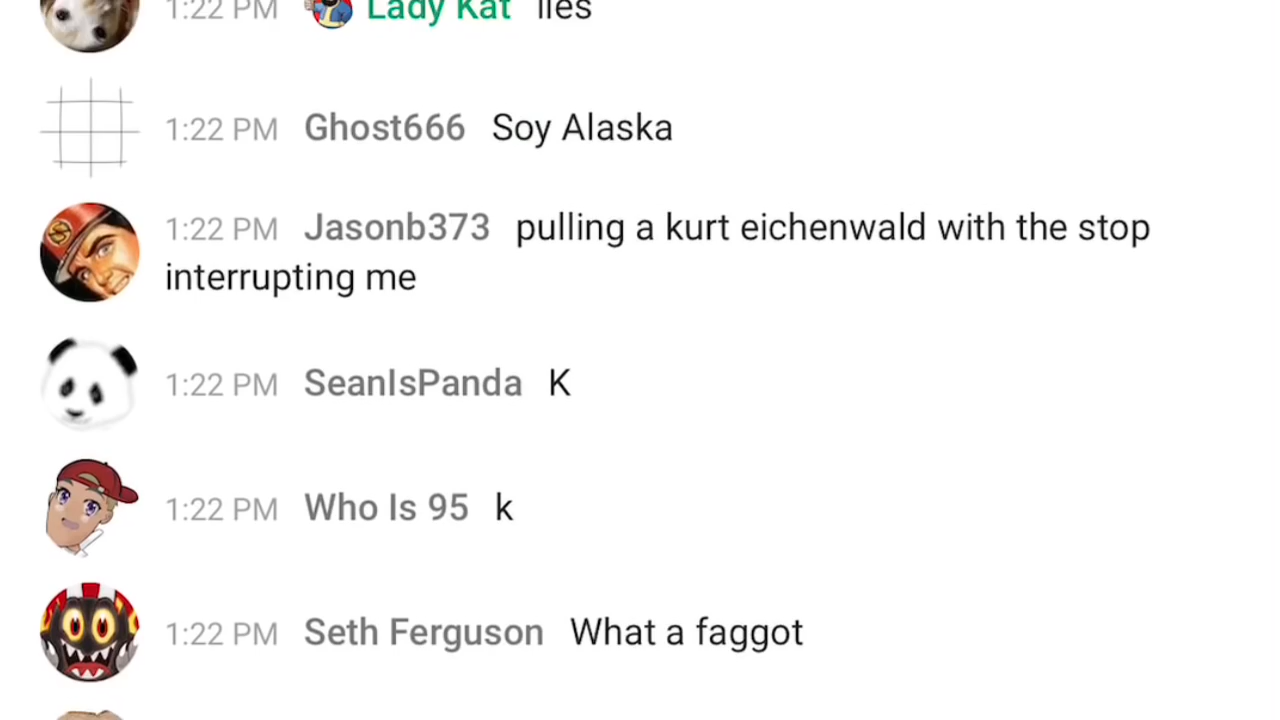 1:22 PM Lady Kat lies
1:22 PM Ghost666 Soy Alaska
1:22 PM Jasonb373 pulling a kurt eichenwald with the stop
interrupting me
1:22 PM SeanIsPanda K
1:22 PM Who Is 95 k
1:22 PM Seth Ferguson What a faggot